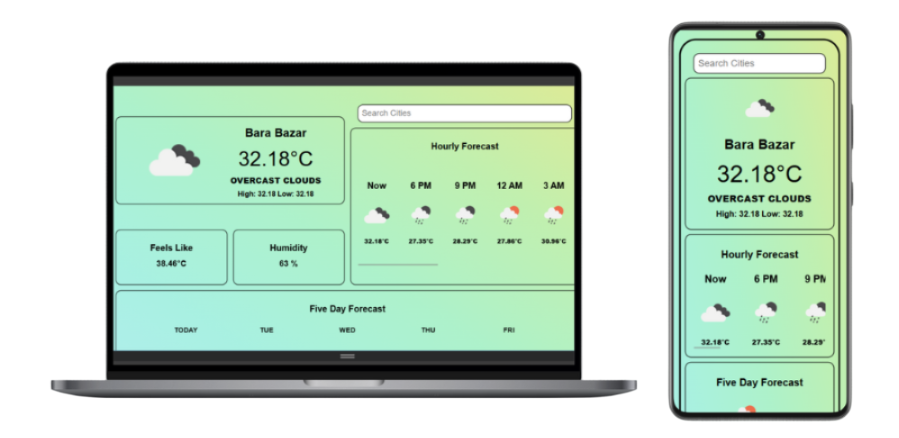 Search Cities
Bara Bazar
32.18°C
OVERCAST CLOUDS
High: 32.18 Low: 32.18
Feels Like
38.46°C
Humidity
63 %
Hourly Forecast
Now 6 PM 9 PM 12 AM 3 AM
32.18°C 27.35°C 28.29°C 27.86°C 30.96°C
Five Day Forecast
TODAY TUE WED THU FRI
Search Cities
Bara Bazar
32.18°C
OVERCAST CLOUDS
High: 32.18 Low: 32.18
Hourly Forecast
Now 6 PM 9 PM
32.18°C 27.35°C 28.29°
Five Day Forecast